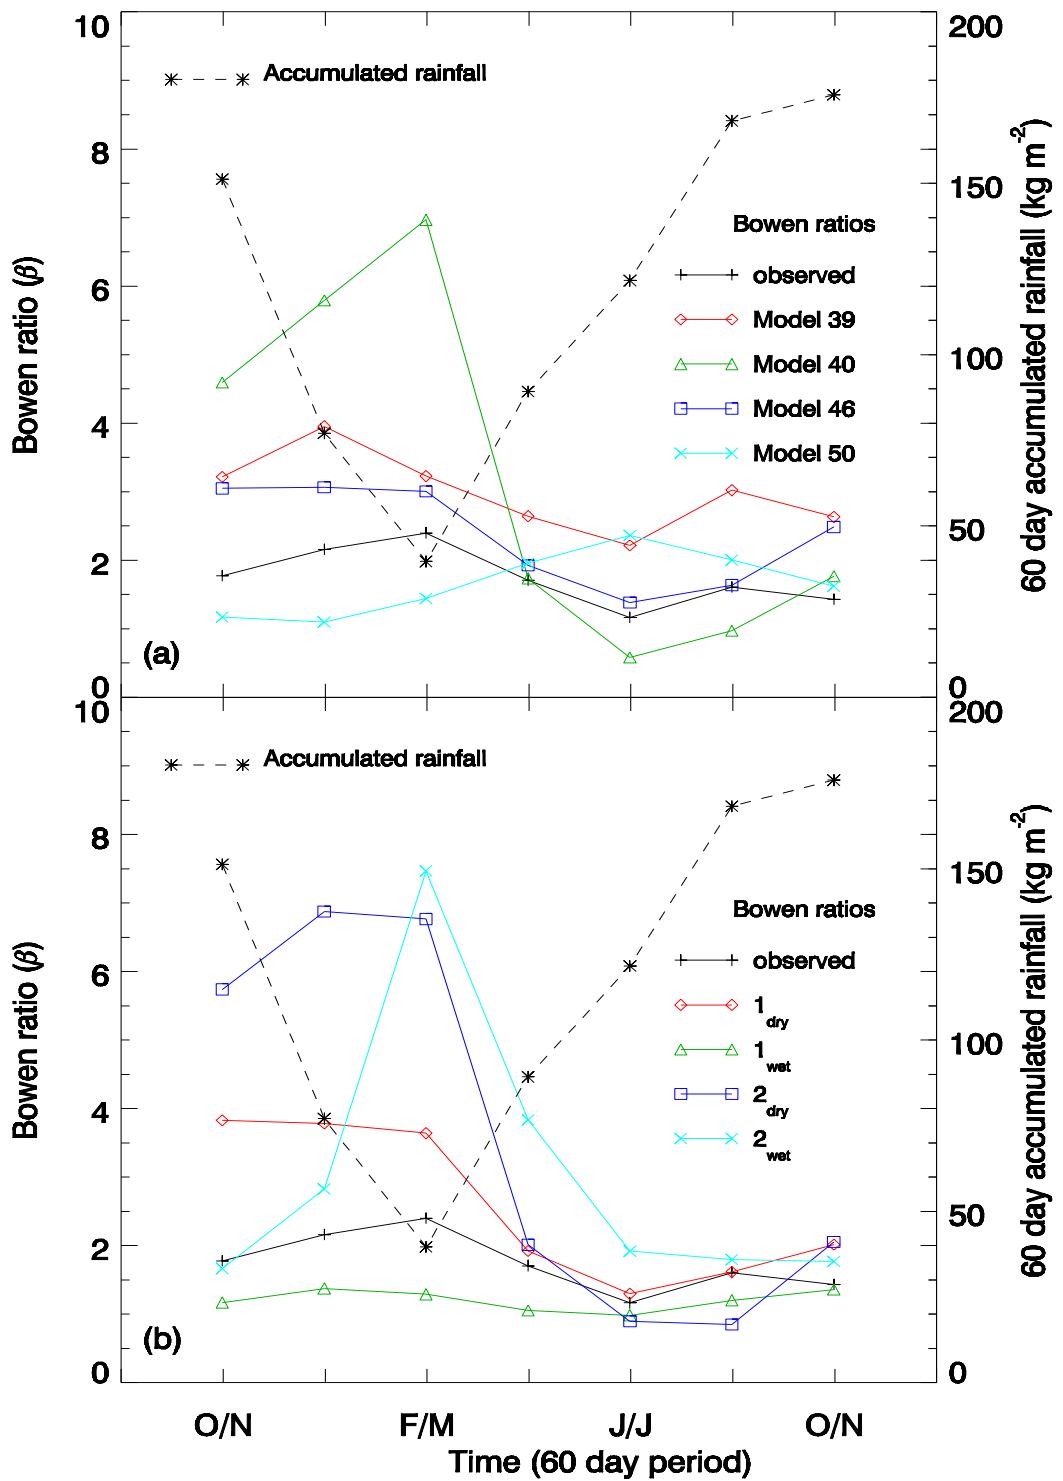 10
200
Accumulated rainfall
8
150
Bowen ratios
observed
6
Model 39
100
Model 40
4
Model 46
Model 50
50
2
(a)
0
0
Bowen ratio (β)
60 day accumulated rainfall (kg m-2)
10
200
Accumulated rainfall
8
150
Bowen ratios
observed
6
1dry
100
1wet
4
2dry
2wet
50
2
(b)
0
0
Bowen ratio (β)
60 day accumulated rainfall (kg m-2)
O/N F/M J/J O/N
Time (60 day period)